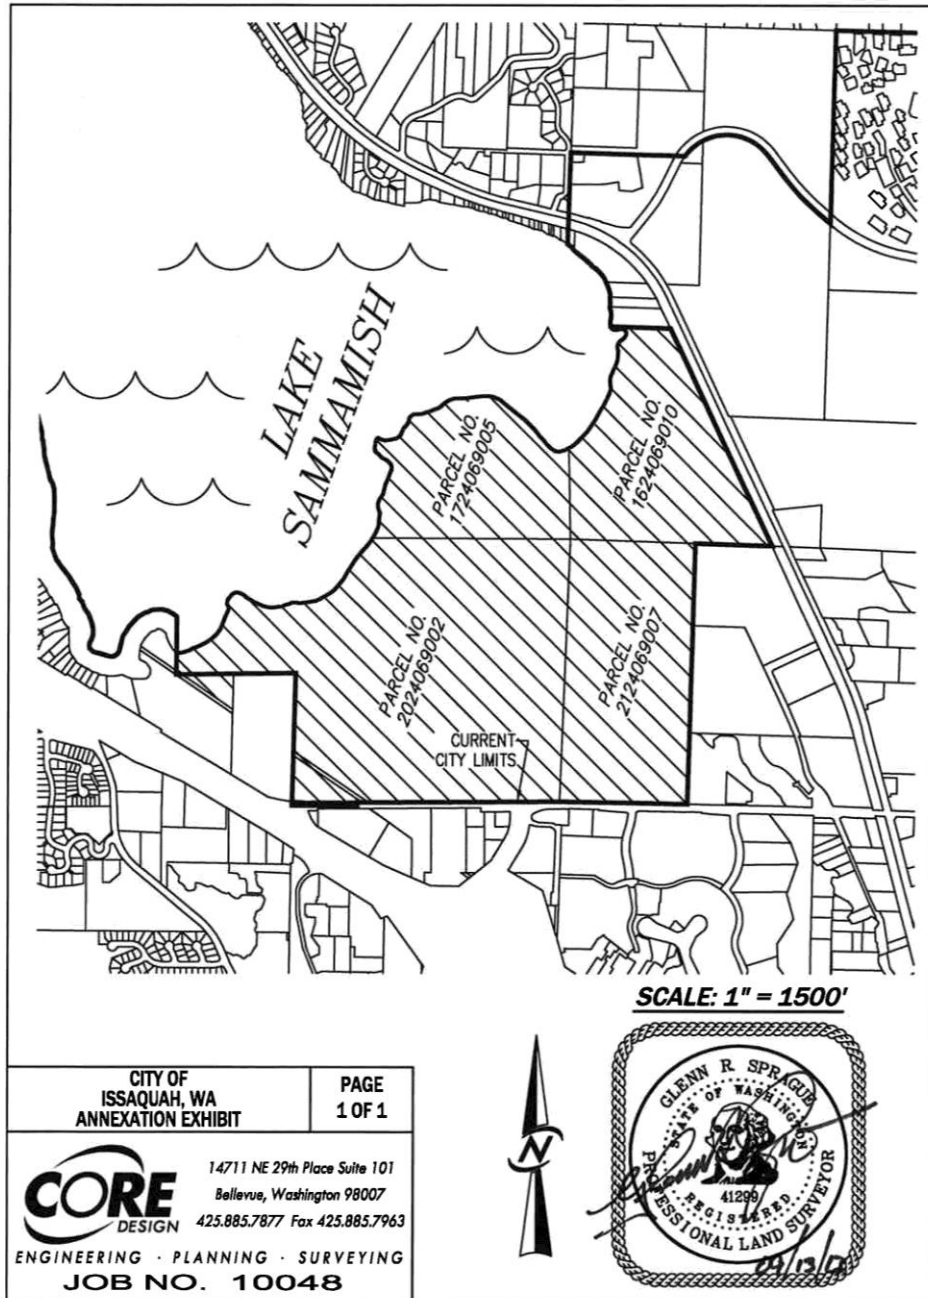 LAKE
SAMMAMISH
PARCEL NO.
1724069005
PARCEL NO.
1624069010
PARCEL NO.
2024069002
PARCEL NO.
2124069007
CURRENT
CITY LIMITS
SCALE: 1" = 1500'
CITY OF
ISSAQUAH, WA
ANNEXATION EXHIBIT
PAGE
1 OF 1
CORE
DESIGN
14711 NE 29th Place Suite 101
Bellevue, Washington 98007
425.885.7877 Fax 425.885.7963
ENGINEERING · PLANNING · SURVEYING
JOB NO. 10048
N
GLENN R. SPRAGUE
STATE OF WASHINGTON
41299
REGISTERED
PROFESSIONAL LAND SURVEYOR